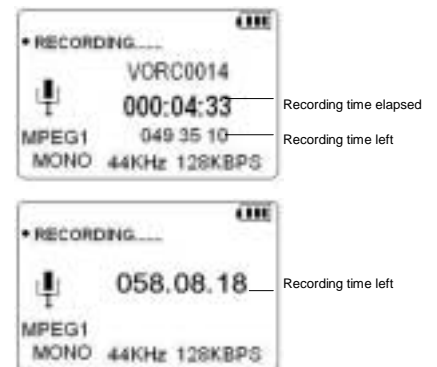 • RECORDING....
VORC0014
000:04:33
Recording time elapsed
049 35 10
Recording time left
MPEG1
MONO 44KHz 128KBPS
• RECORDING....
058.08.18
Recording time left
MPEG1
MONO 44KHz 128KBPS